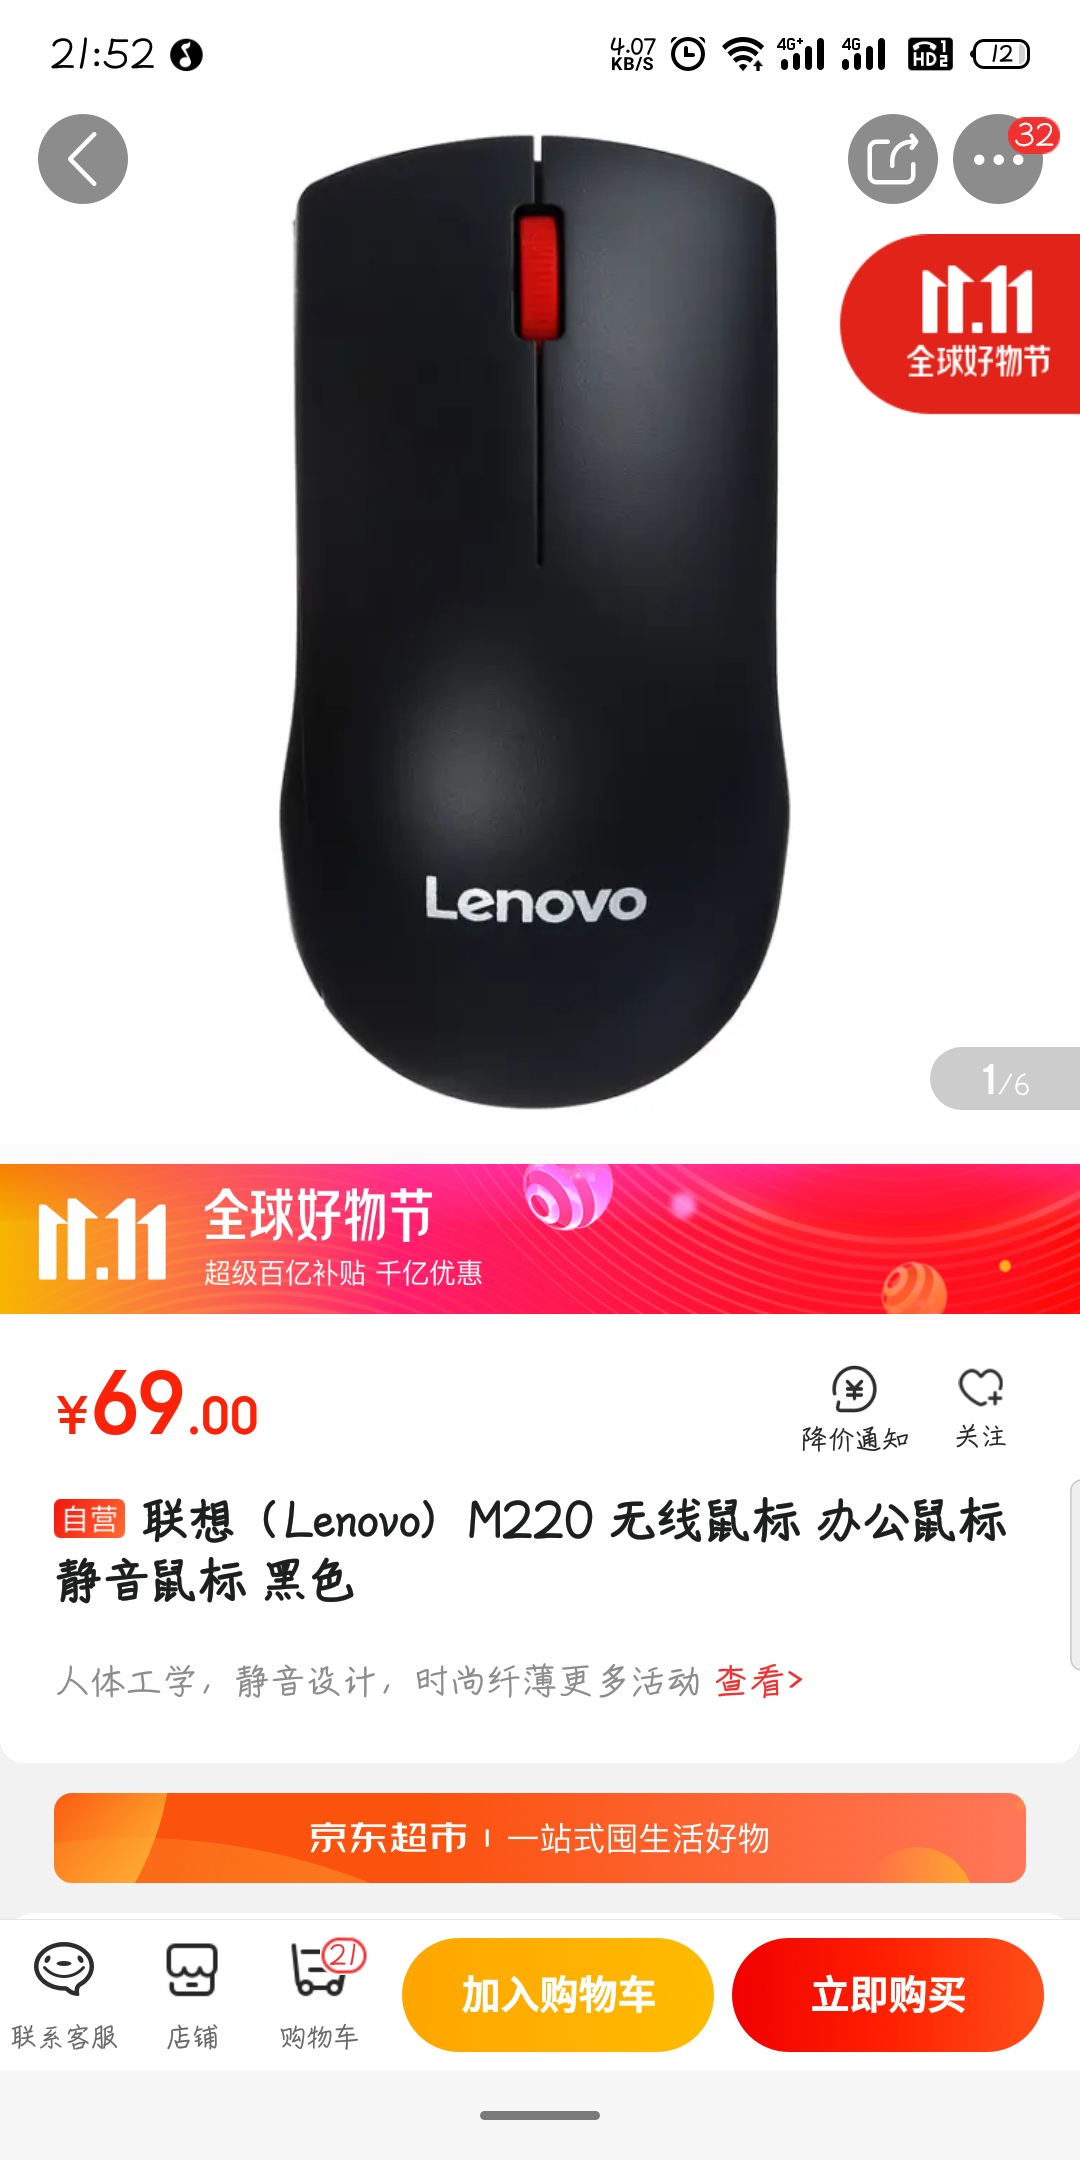 21:52
4.07
KB/S
4G+
4G
HD 1 2
12
32
11.11
全球好物节
Lenovo
1/6
11.11
全球好物节
超级百亿补贴 千亿优惠
¥69.00
降价通知
关注
自营 联想（Lenovo）M220 无线鼠标 办公鼠标
静音鼠标 黑色
人体工学，静音设计，时尚纤薄更多活动 查看>
京东超市 | 一站式囤生活好物
21
联系客服
店铺
购物车
加入购物车
立即购买